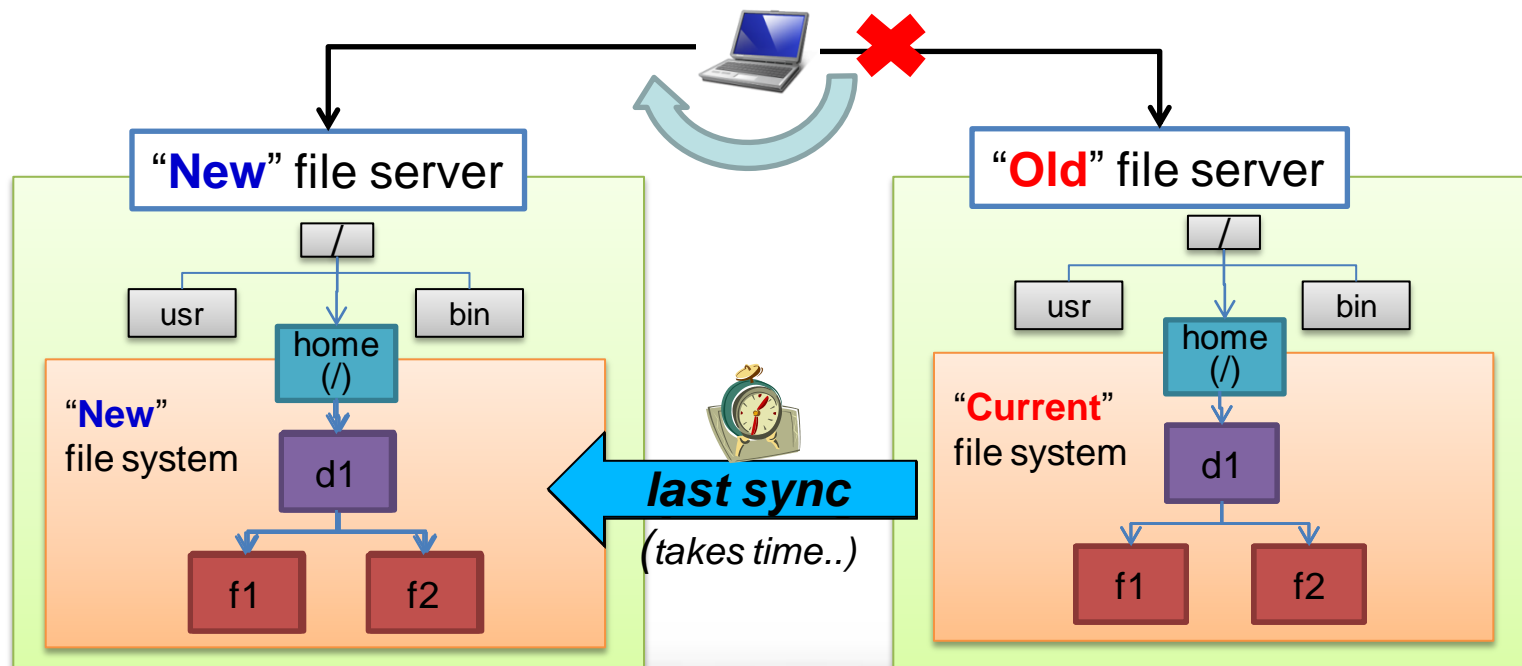 “New” file server
/
usr
bin
home
(/)
“New”
file system
d1
f1
f2
last sync
(takes time..)
“Old” file server
/
usr
bin
home
(/)
“Current”
file system
d1
f1
f2